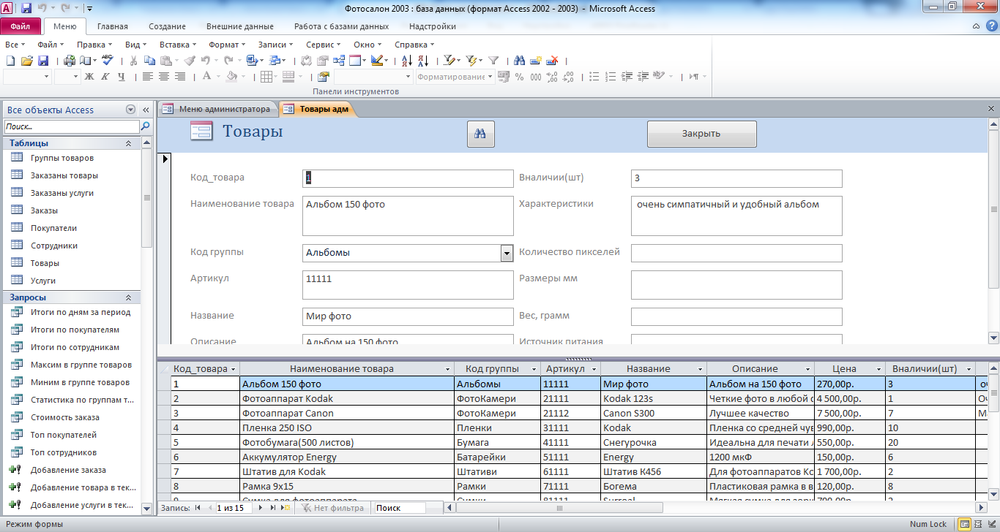 Фотосалон 2003 : база данных (формат Access 2002 - 2003) - Microsoft Access
Файл Меню Главная Создание Внешние данные Работа с базами данных Надстройки
Все Файл Правка Вид Вставка Формат Записи Сервис Окно Справка
Ж К Ч Форматирование % 000
Панели инструментов
Все объекты Access
Поиск...
Таблицы
Группы товаров
Заказаны товары
Заказаны услуги
Заказы
Покупатели
Сотрудники
Товары
Услуги
Запросы
Итоги по дням за период
Итоги по покупателям
Итоги по сотрудникам
Максим в группе товаров
Миним в группе товаров
Статистика по группам т...
Стоимость заказа
Топ покупателей
Топ сотрудников
Добавление заказа
Добавление товара в тек...
Добавление услуги в тек...
Меню администратора Товары адм
Товары Закрыть
Код_товара 1 Вналичии(шт) 3
Наименование товара Альбом 150 фото Характеристики очень симпатичный и удобный альбом
Код группы Альбомы Количество пикселей
Артикул 11111 Размеры мм
Название Мир фото Вес, грамм
Описание Альбом на 150 фото Источник питания
Код_товара Наименование товара Код группы Артикул Название Описание Цена Вналичии(шт)
1 Альбом 150 фото Альбомы 11111 Мир фото Альбом на 150 фото 270,00р. 3
2 Фотоаппарат Kodak ФотоКамери 21111 Kodak 123s Четкие фото в любой 4 500,00р. 1
3 Фотоаппарат Canon ФотоКамери 21112 Canon S300 Лучшее качество 7 500,00р. 7
4 Пленка 250 ISO Пленки 31111 Kodak Пленка со средней чув 990,00р. 10
5 Фотобумага(500 листов) Бумага 41111 Снегурочка Идеальна для печати 550,00р. 20
6 Аккумулятор Energy Батарейки 51111 Energy 1200 мкФ 150,00р. 6
7 Штатив для Kodak Штативи 61111 Штатив К456 Для фотоаппаратов Ко 1 700,00р. 2
8 Рамка 9х15 Рамки 71111 Богема Пластиковая рамка в в 120,00р. 8
9 Сумка для фотоаппарата Сумки 81111 Surreal Мягкая сумка для 700,00р. 2
Запись: 1 из 15 Нет фильтра Поиск
Режим формы Num Lock